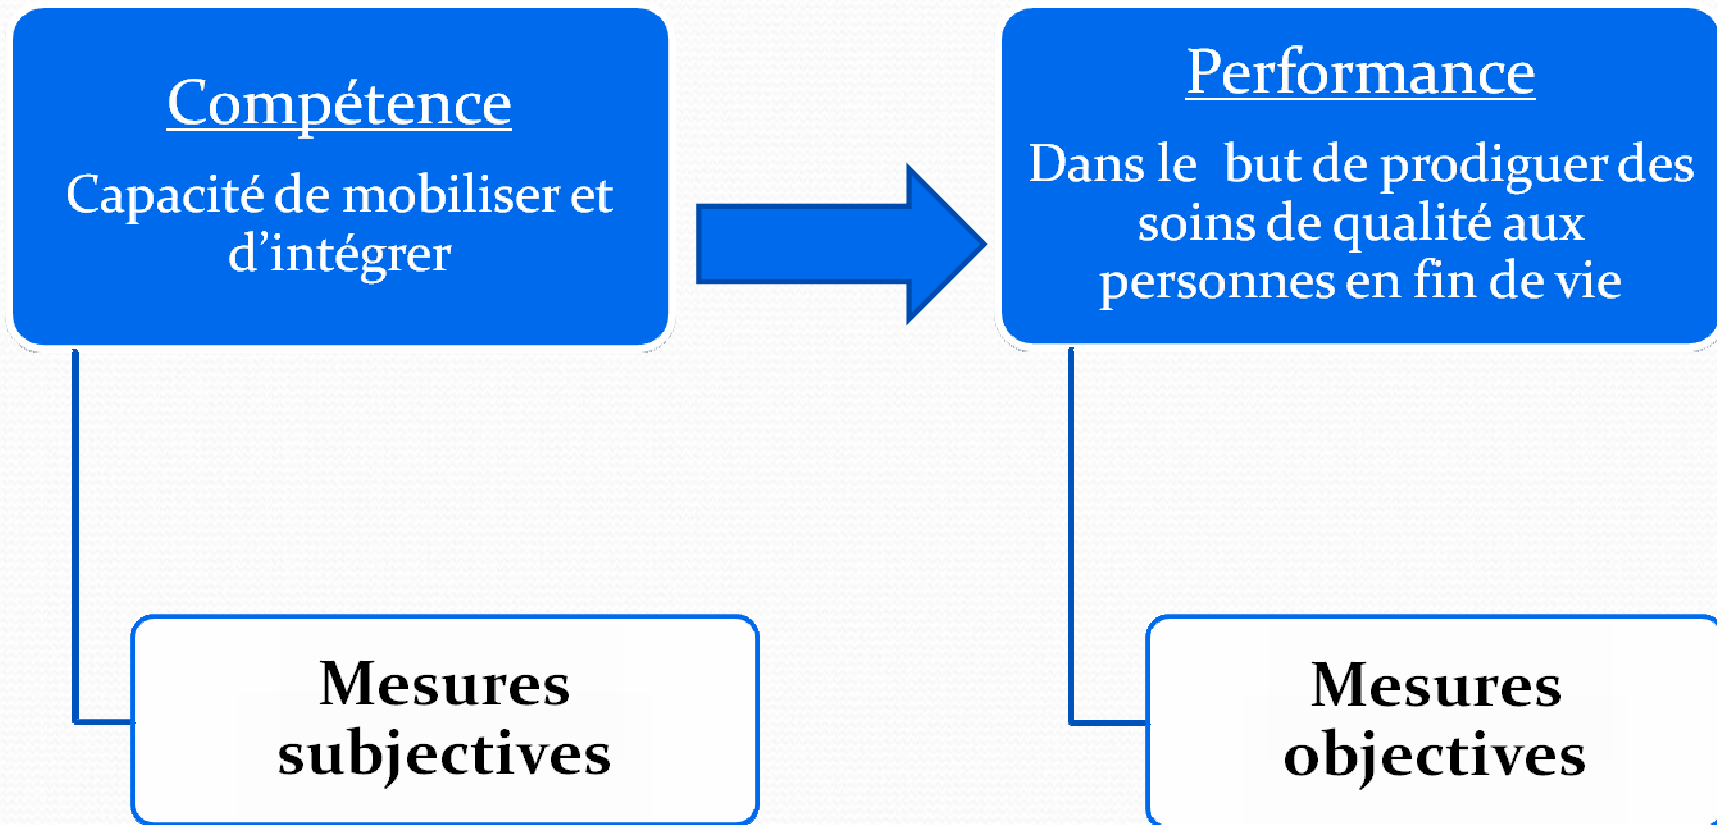 Compétence
Capacité de mobiliser et
d’intégrer
Performance
Dans le but de prodiguer des
soins de qualité aux
personnes en fin de vie
Mesures
subjectives
Mesures
objectives